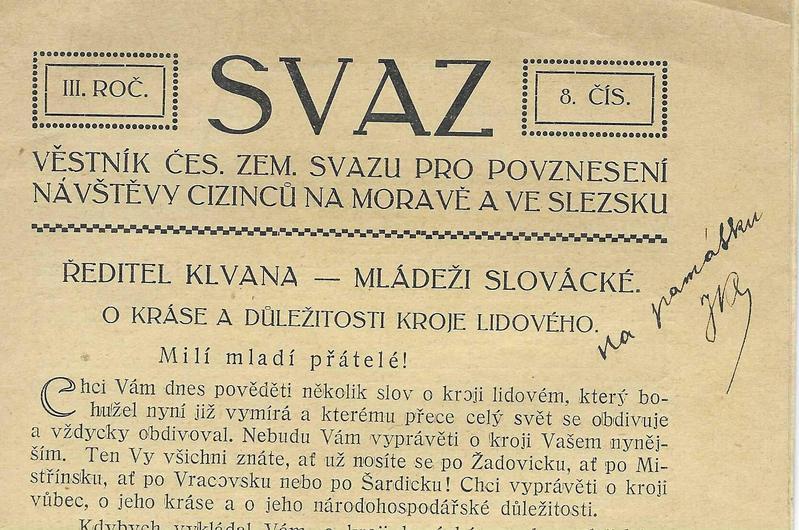 III. ROČ.
SVAZ
8. ČÍS.
VĚSTNÍK ČES. ZEM. SVAZU PRO POVZNESENÍ
NÁVŠTĚVY CIZINCŮ NA MORAVĚ A VE SLEZSKU
ŘEDITEL KLVANA — MLÁDEŽI SLOVÁCKÉ.
O KRÁSE A DŮLEŽITOSTI KROJE LIDOVÉHO.
na památku
Milí mladí přátelé!
Chci Vám dnes pověděti několik slov o kroji lidovém, který bo-
hužel nyní již vymírá a kterému přece celý svět se obdivuje
a vždycky obdivoval. Nebudu Vám vyprávěti o kroji Vašem nyněj-
ším. Ten Vy všichni znáte, ať už nosíte se po Žadovicku, ať po Mi-
střínsku, ať po Vracovsku nebo po Šardicku! Chci vyprávěti o kroji
vůbec, o jeho kráse a o jeho národohospodářské důležitosti.
Kdybych vykládal Vám o kroji